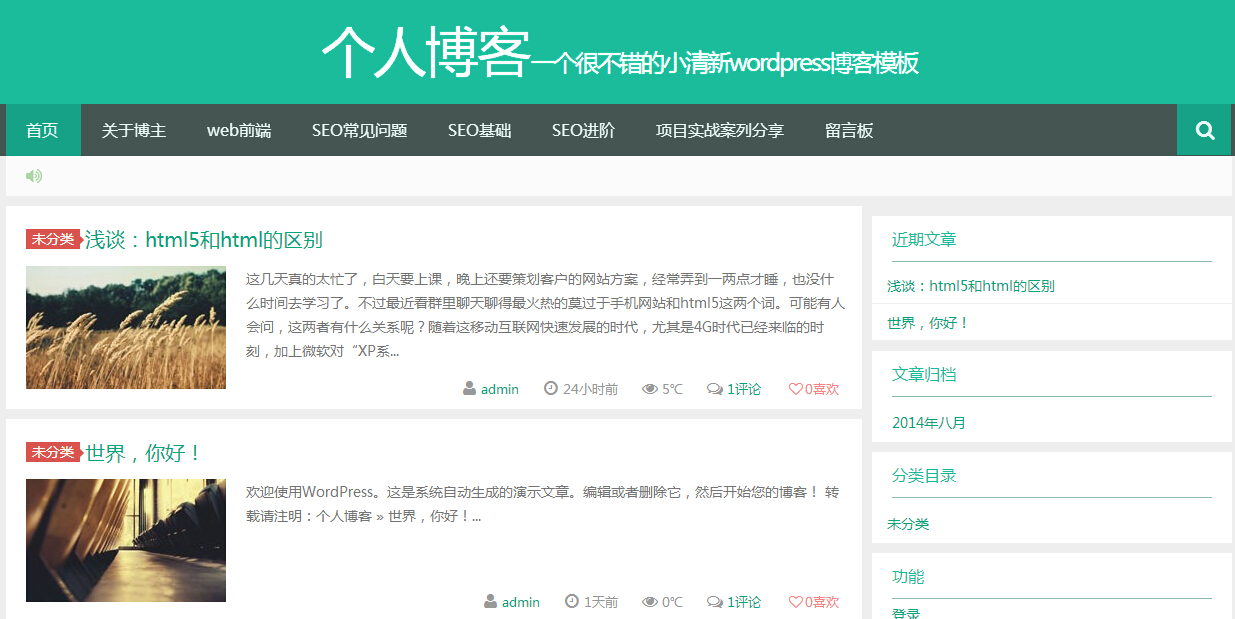 个人博客一个很不错的小清新wordpress博客模板
首页 关于博主 web前端 SEO常见问题 SEO基础 SEO进阶 项目实战案列分享 留言板
未分类 浅谈：html5和html的区别
这几天真的太忙了，白天要上课，晚上还要策划客户的网站方案，经常弄到一两点才睡，也没什
么时间去学习了。不过最近看群里聊天聊得最火热的莫过于手机网站和html5这两个词。可能有人
会问，这两者有什么关系呢？随着这移动互联网快速发展的时代，尤其是4G时代已经来临的时
刻，加上微软对“XP系...
admin 24小时前 5℃ 1评论 0喜欢
未分类 世界，你好！
欢迎使用WordPress。这是系统自动生成的演示文章。编辑或者删除它，然后开始您的博客！ 转
载请注明：个人博客 » 世界，你好！...
admin 1天前 0℃ 1评论 0喜欢
近期文章
浅谈：html5和html的区别
世界，你好！
文章归档
2014年八月
分类目录
未分类
功能
登录